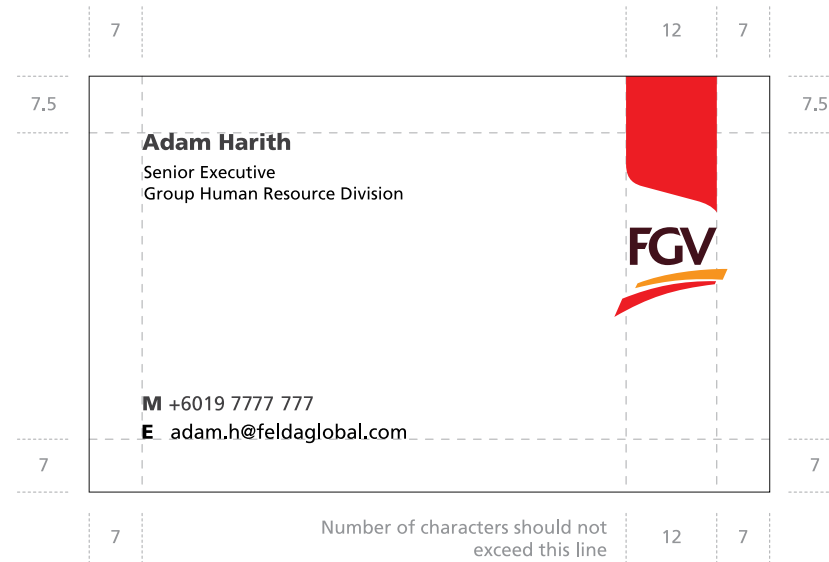 7 12 7
7.5 7.5
Adam Harith
Senior Executive
Group Human Resource Division
FGV
M +6019 7777 777
E adam.h@feldaglobal.com
7 7
7 Number of characters should not 12 7
exceed this line